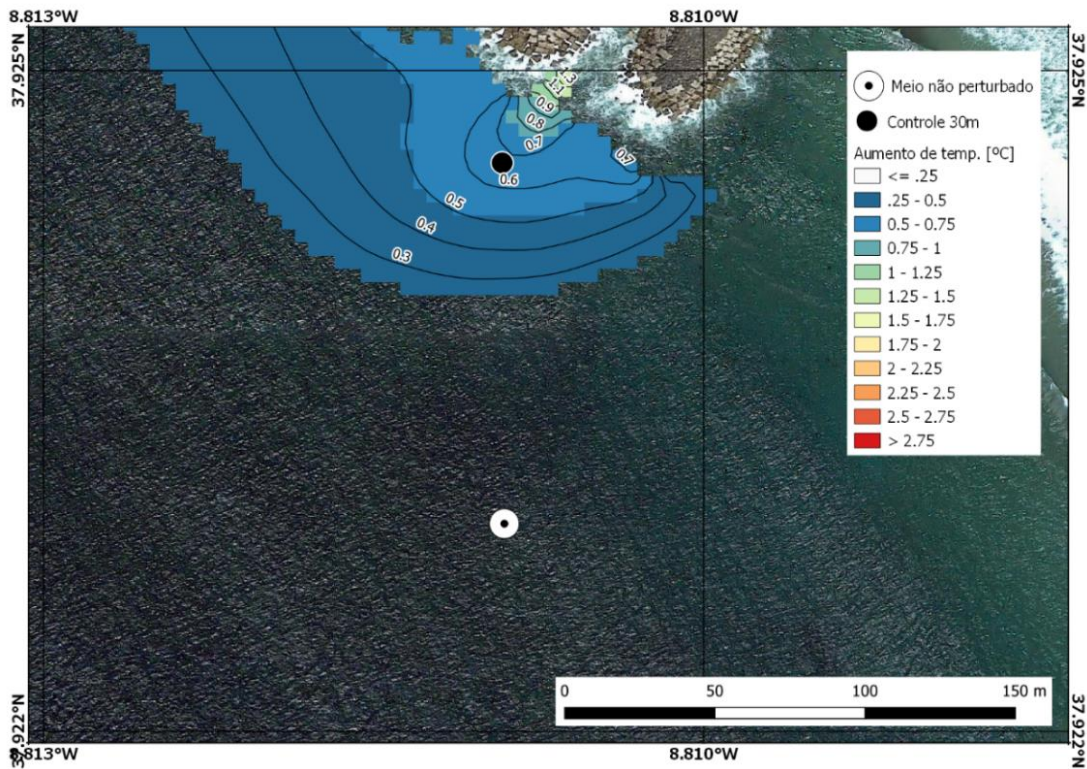 8.813°W 8.810°W
37.925°N 37.925°N
Meio não perturbado
Controle 30m
Aumento de temp. [ºC]
<= .25
.25 - 0.5
0.5 - 0.75
0.75 - 1
1 - 1.25
1.25 - 1.5
1.5 - 1.75
1.75 - 2
2 - 2.25
2.25 - 2.5
2.5 - 2.75
> 2.75
1.3
1.1
0.9
0.8
0.7
0.7
0.6
0.5
0.4
0.3
0 50 100 150 m
37.922°N 37.922°N
8.813°W 8.810°W